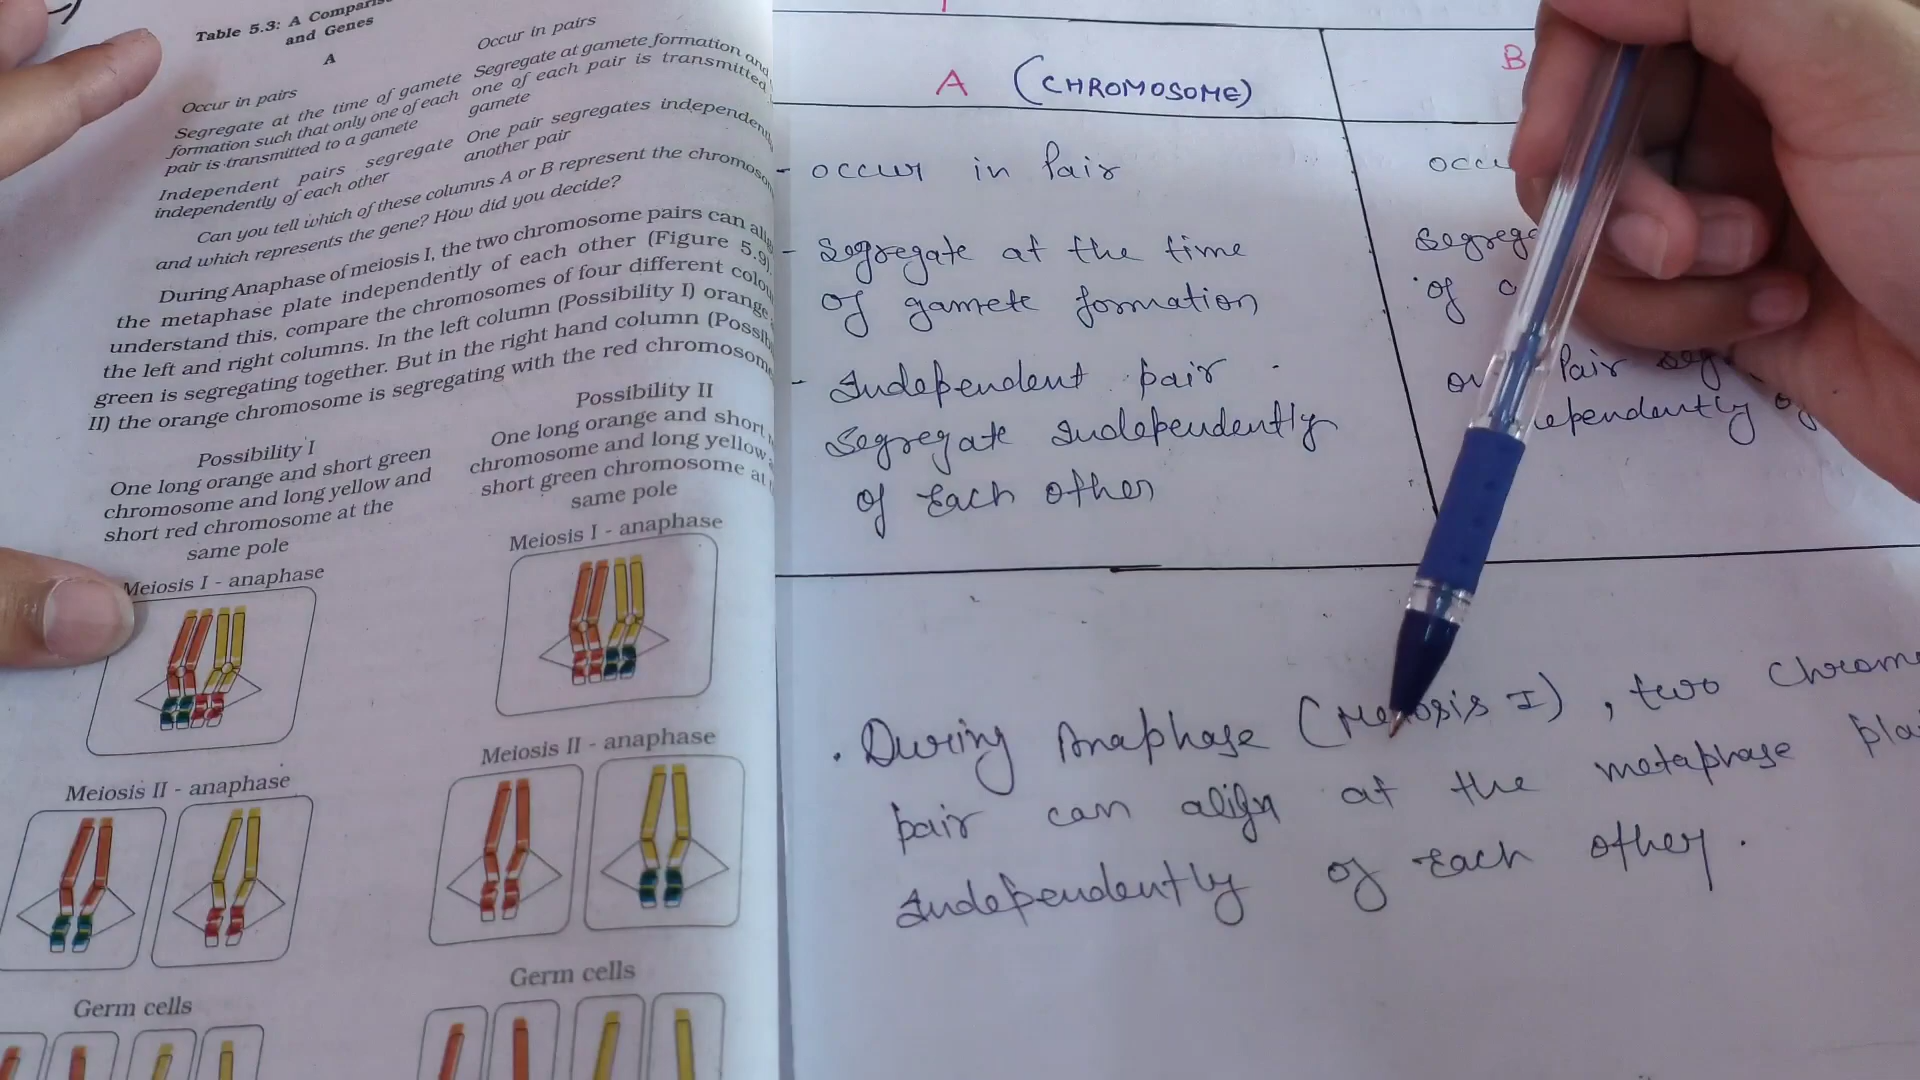 Table 5.3: A Comparis
and Genes
A
Occur in pairs
Occur in pairs
Segregate at the time of gamete
formation such that only one of each
pair is transmitted to a gamete
Segregate at gamete formation and
one of each pair is transmitted
gamete
Independent pairs segregate
independently of each other
One pair segregates independently
another pair
Can you tell which of these columns A or B represent the chromoso
and which represents the gene? How did you decide?
During Anaphase of meiosis I, the two chromosome pairs can
the metaphase plate independently of each other (Figure 5.9).
understand this, compare the chromosomes of four different colou
the left and right columns. In the left column (Possibility I) orange
green is segregating together. But in the right hand column (Possib
II) the orange chromosome is segregating with the red chromosom
Possibility I
One long orange and short green
chromosome and long yellow and
short red chromosome at the
same pole
Meiosis I - anaphase
Meiosis II - anaphase
Germ cells
Possibility II
One long orange and short
chromosome and long yellow
short green chromosome at
same pole
Meiosis I - anaphase
Meiosis II - anaphase
Germ cells
A (CHROMOSOME)
- occur in Pair
- Segregate at the time
of gamete formation
- Independent pair
Segregate Independently
of Each other
B
occu
Segrega
of
Pair seg
ependently of
. During Anaphase (Meiosis I), two Chrom
pair can align at the metaphase pla
Independently of Each other.